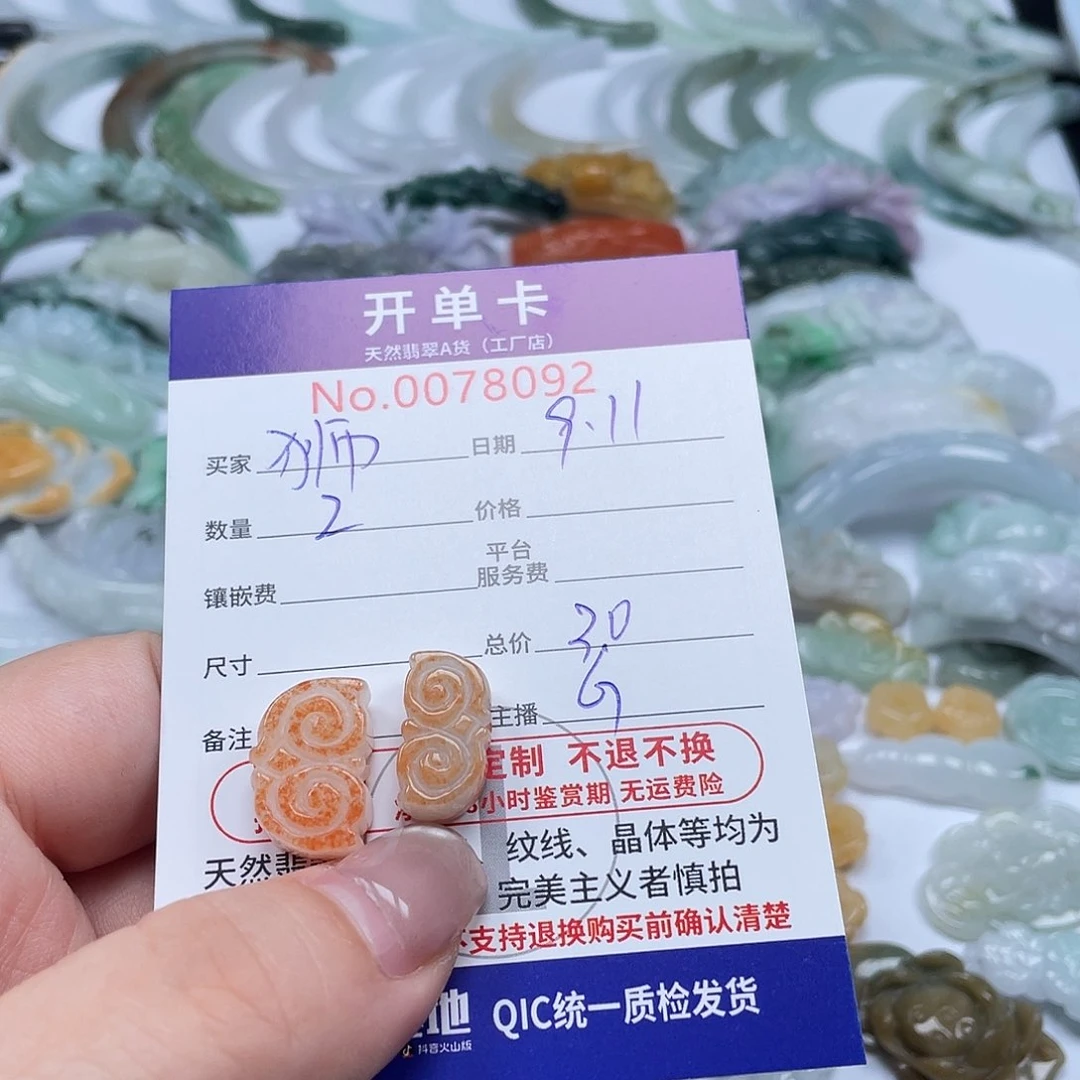 开单卡
天然翡翠A货（工厂店）
No.0078092
买家 狮 日期 9.11
数量 2 价格
平台
镶嵌费 服务费
尺寸 总价 20
备注 主播
定制 不退不换
小时鉴赏期 无运费险
天然翡 纹线、晶体等均为
完美主义者慎拍
支持退换购买前确认清楚
地 QIC统一质检发货
抖音火山版